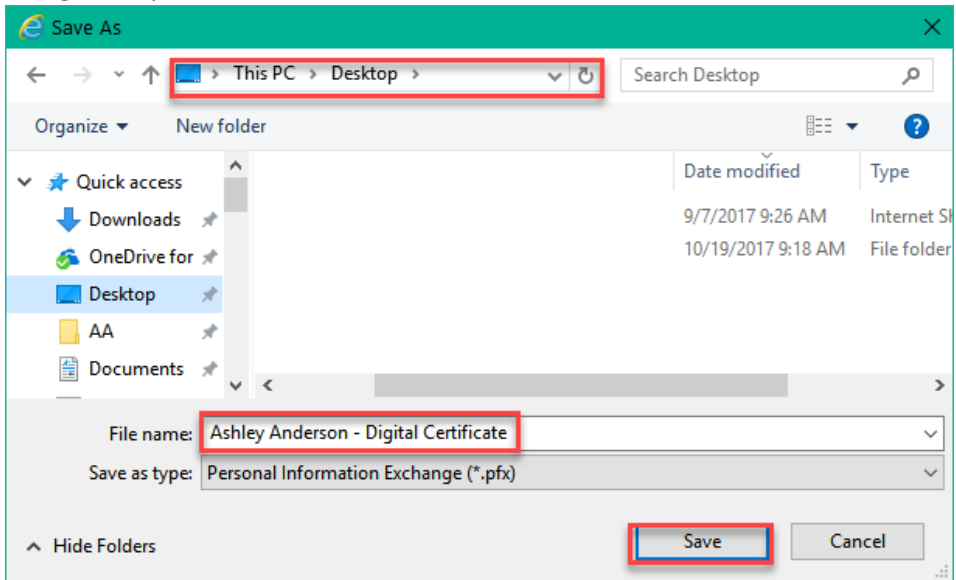 Save As
This PC > Desktop >
Search Desktop
Organize
New folder
Date modified
Type
Quick access
Downloads
9/7/2017 9:26 AM
Internet Sh
OneDrive for
10/19/2017 9:18 AM
File folder
Desktop
AA
Documents
File name:
Ashley Anderson - Digital Certificate
Save as type:
Personal Information Exchange (*.pfx)
Hide Folders
Save
Cancel